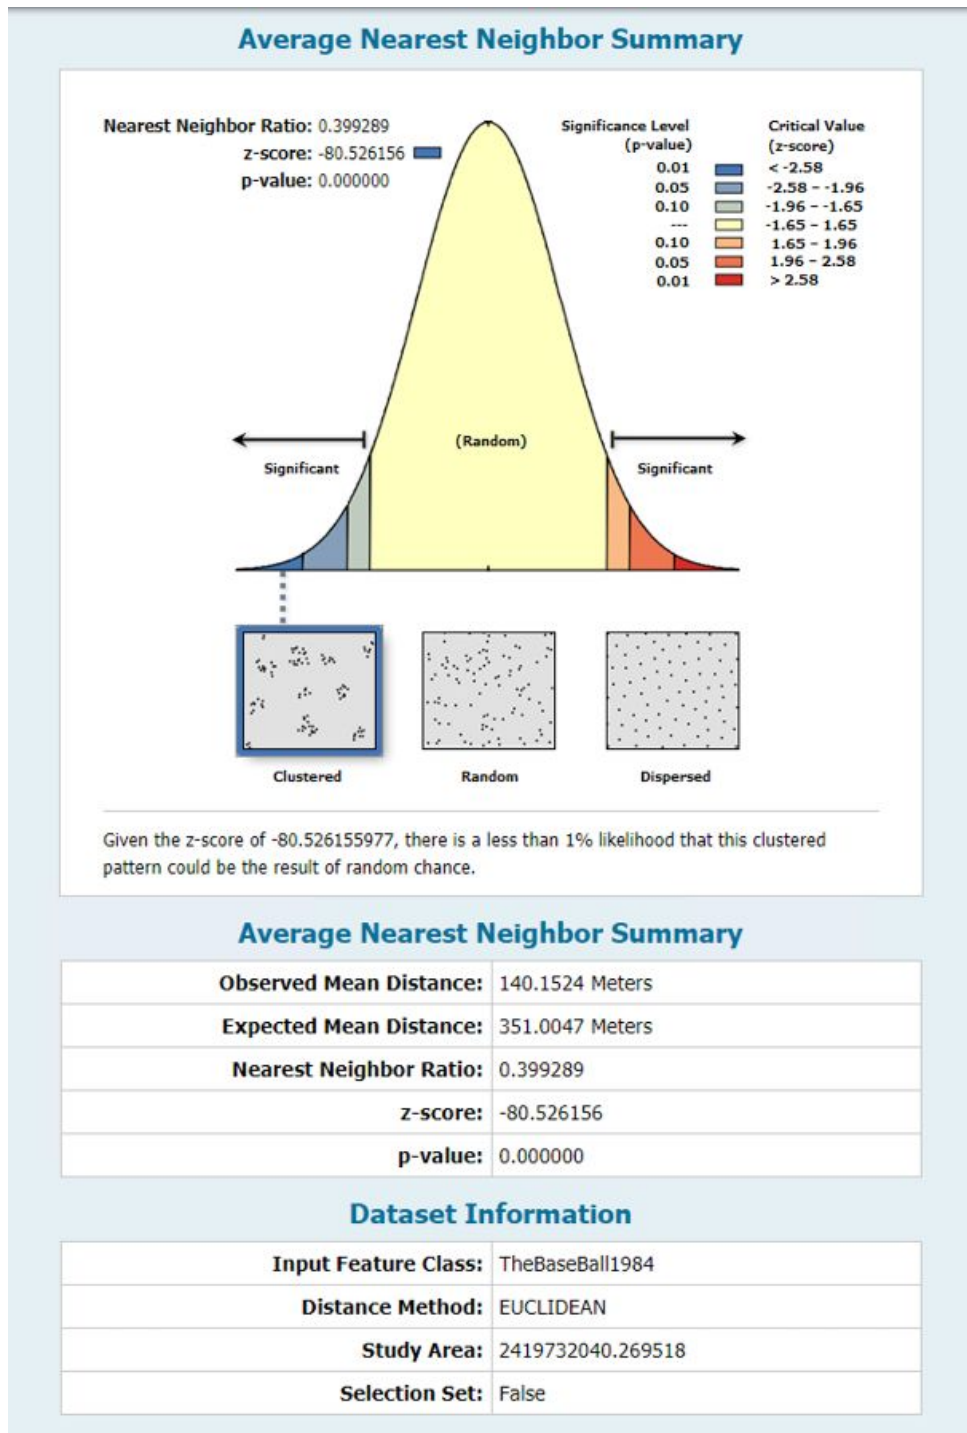 Average Nearest Neighbor Summary
Nearest Neighbor Ratio: 0.399289
z-score: -80.526156
p-value: 0.000000
Significance Level (p-value) Critical Value (z-score)
0.01 < -2.58
0.05 -2.58 - -1.96
0.10 -1.96 - -1.65
--- -1.65 - 1.65
0.10 1.65 - 1.96
0.05 1.96 - 2.58
0.01 > 2.58
(Random)
Significant Significant
Clustered Random Dispersed
Given the z-score of -80.526155977, there is a less than 1% likelihood that this clustered
pattern could be the result of random chance.
Average Nearest Neighbor Summary
Observed Mean Distance: 140.1524 Meters
Expected Mean Distance: 351.0047 Meters
Nearest Neighbor Ratio: 0.399289
z-score: -80.526156
p-value: 0.000000
Dataset Information
Input Feature Class: TheBaseBall1984
Distance Method: EUCLIDEAN
Study Area: 2419732040.269518
Selection Set: False